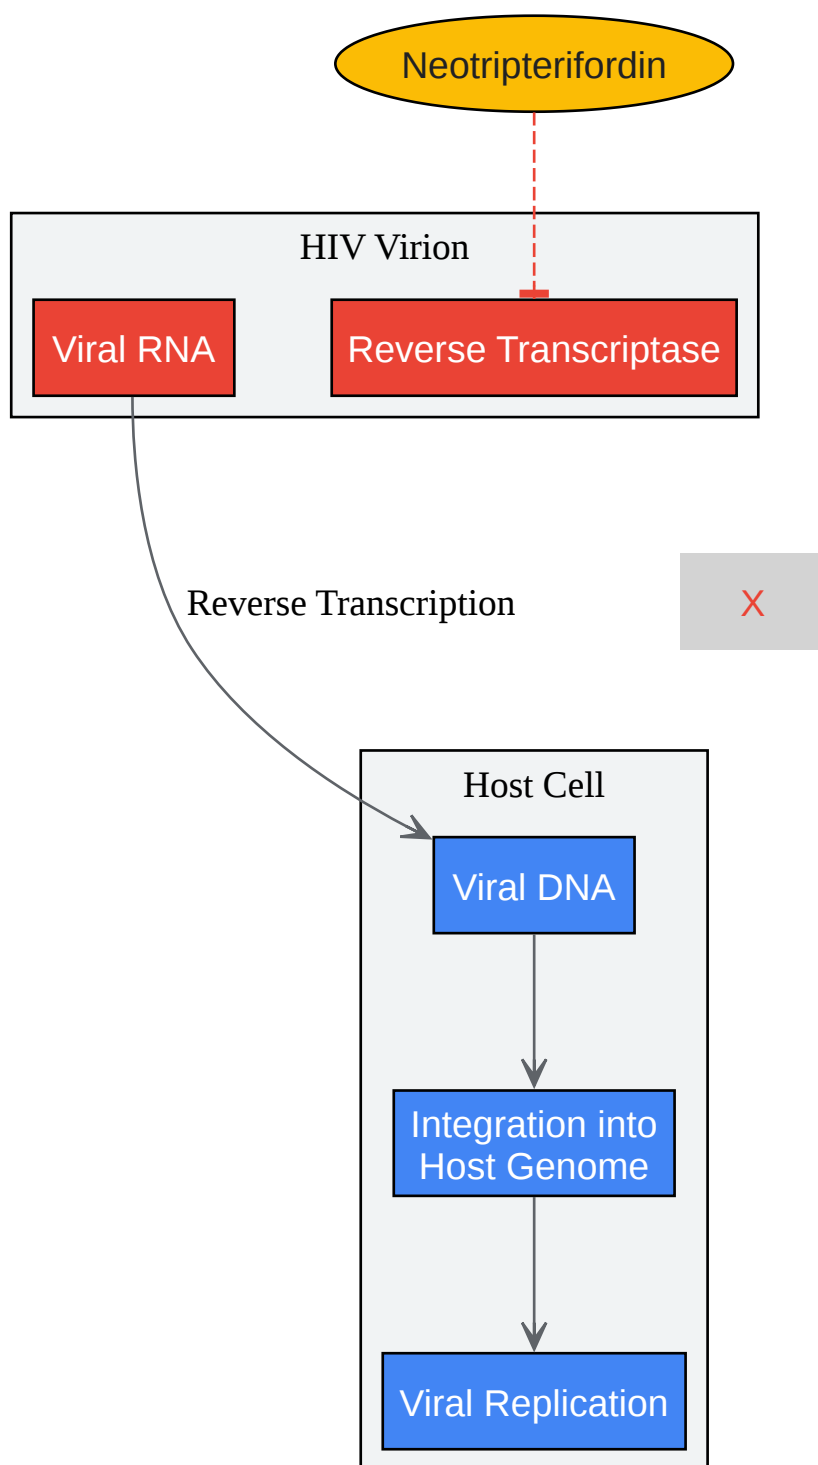 Neotripterifordin
HIV Virion
Viral RNA
Reverse Transcriptase
Reverse Transcription
X
Host Cell
Viral DNA
Integration into
Host Genome
Viral Replication